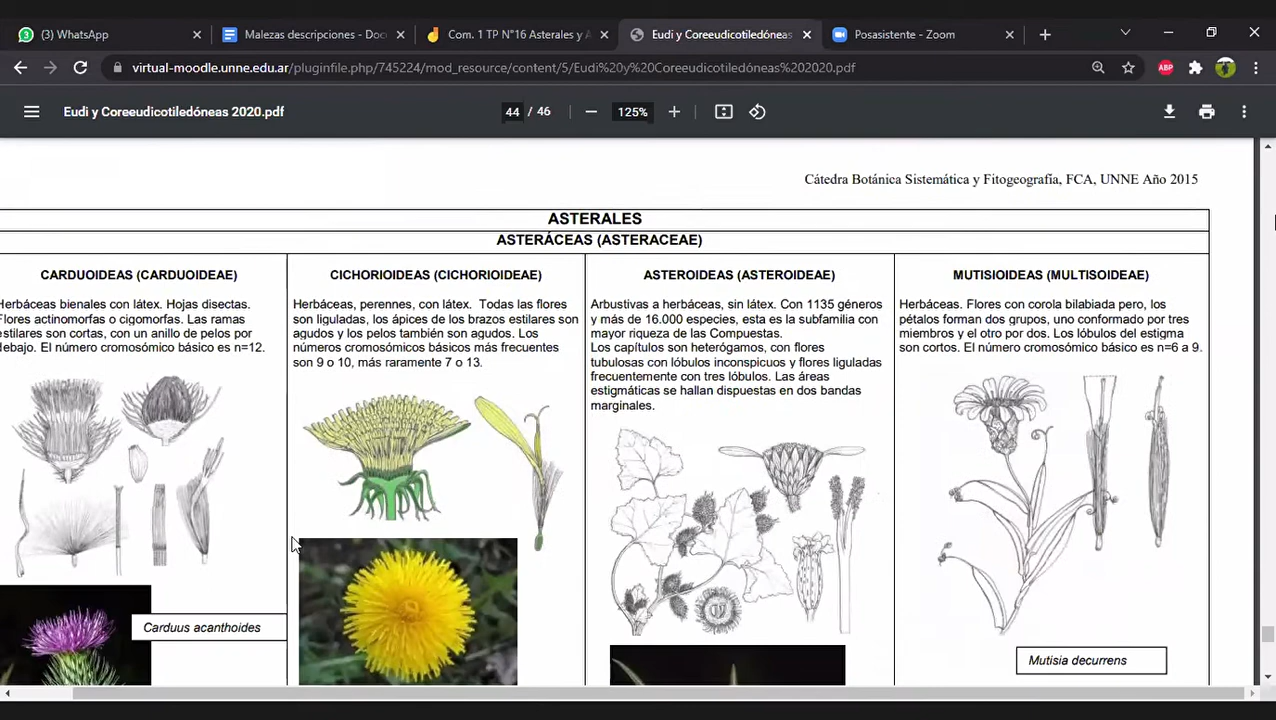 (3) WhatsApp
Malezas descripciones - Doc
Com. 1 TP N°16 Asterales y A
Eudi y Coreeudicotiledóneas
Posasistente - Zoom
virtual-moodle.unne.edu.ar/pluginfile.php/745224/mod_resource/content/5/Eudi%20y%20Coreeudicotiledóneas%202020.pdf
ABP
Eudi y Coreeudicotiledóneas 2020.pdf
44 / 46
125%
Cátedra Botánica Sistemática y Fitogeografía, FCA, UNNE Año 2015
ASTERALES
ASTERÁCEAS (ASTERACEAE)
CARDUOIDEAS (CARDUOIDEAE)
Herbáceas bienales con látex. Hojas disectas.
Flores actinomorfas o cigomorfas. Las ramas
estilares son cortas, con un anillo de pelos por
debajo. El número cromosómico básico es n=12.
Carduus acanthoides
CICHORIOIDEAS (CICHORIOIDEAE)
Herbáceas, perennes, con látex. Todas las flores
son liguladas, los ápices de los brazos estilares son
agudos y los pelos también son agudos. Los
números cromosómicos básicos más frecuentes
son 9 o 10, más raramente 7 o 13.
ASTEROIDEAS (ASTEROIDEAE)
Arbustivas a herbáceas, sin látex. Con 1135 géneros
y más de 16.000 especies, esta es la subfamilia con
mayor riqueza de las Compuestas.
Los capítulos son heterógamos, con flores
tubulosas con lóbulos inconspicuos y flores liguladas
frecuentemente con tres lóbulos. Las áreas
estigmáticas se hallan dispuestas en dos bandas
marginales.
MUTISIOIDEAS (MULTISOIDEAE)
Herbáceas. Flores con corola bilabiada pero, los
pétalos forman dos grupos, uno conformado por tres
miembros y el otro por dos. Los lóbulos del estigma
son cortos. El número cromosómico básico es n=6 a 9.
Mutisia decurrens